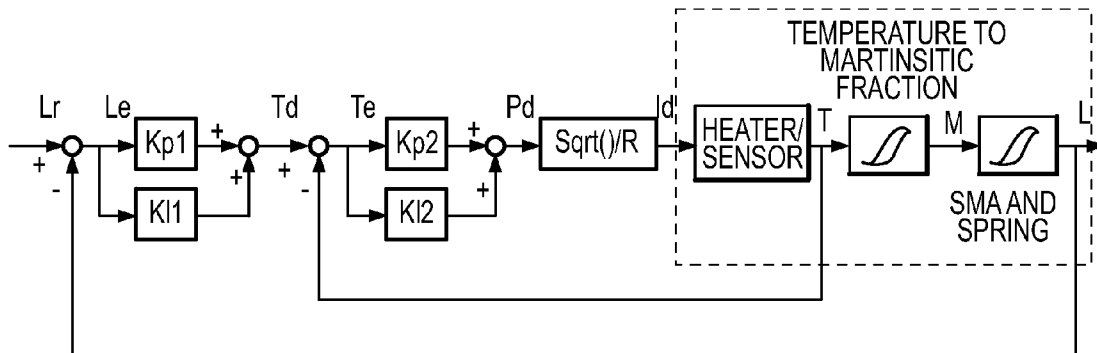 TEMPERATURE TO
MARTINSITIC
FRACTION
Lr
Le
Td
Te
Pd
Id
T
M
L
+
-
Kp1
+
+
+
-
Kp2
+
+
Sqrt()/R
HEATER/
SENSOR
KI1
KI2
SMA AND
SPRING